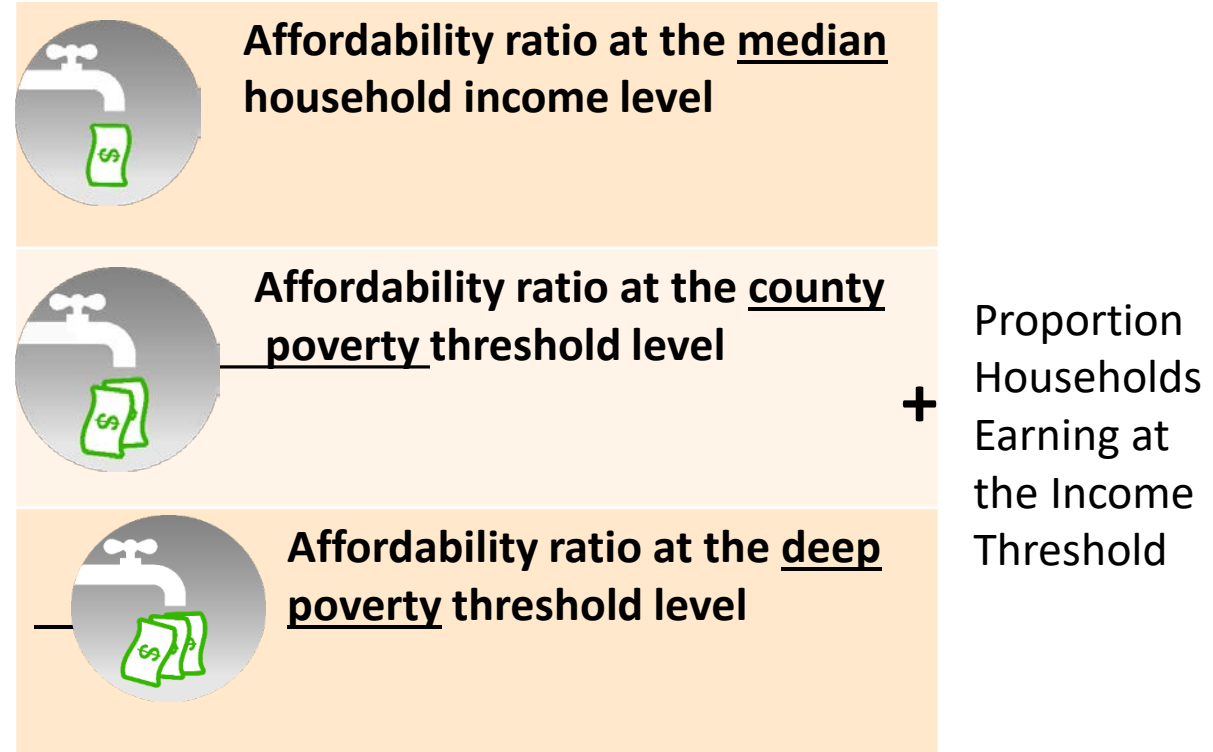 Affordability ratio at the median
household income level
$
Affordability ratio at the county
poverty threshold level
$
+
Proportion
Households
Earning at
the Income
Threshold
Affordability ratio at the deep
poverty threshold level
$